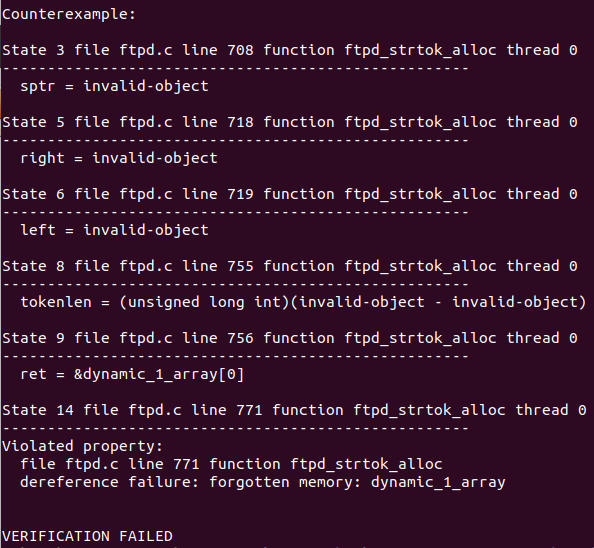 Counterexample:
State 3 file ftpd.c line 708 function ftpd_strtok_alloc thread 0
----------------------------------------------------
sptr = invalid-object
State 5 file ftpd.c line 718 function ftpd_strtok_alloc thread 0
----------------------------------------------------
right = invalid-object
State 6 file ftpd.c line 719 function ftpd_strtok_alloc thread 0
----------------------------------------------------
left = invalid-object
State 8 file ftpd.c line 755 function ftpd_strtok_alloc thread 0
----------------------------------------------------
tokenlen = (unsigned long int)(invalid-object - invalid-object)
State 9 file ftpd.c line 756 function ftpd_strtok_alloc thread 0
----------------------------------------------------
ret = &dynamic_1_array[0]
State 14 file ftpd.c line 771 function ftpd_strtok_alloc thread 0
----------------------------------------------------
Violated property:
file ftpd.c line 771 function ftpd_strtok_alloc
dereference failure: forgotten memory: dynamic_1_array
VERIFICATION FAILED